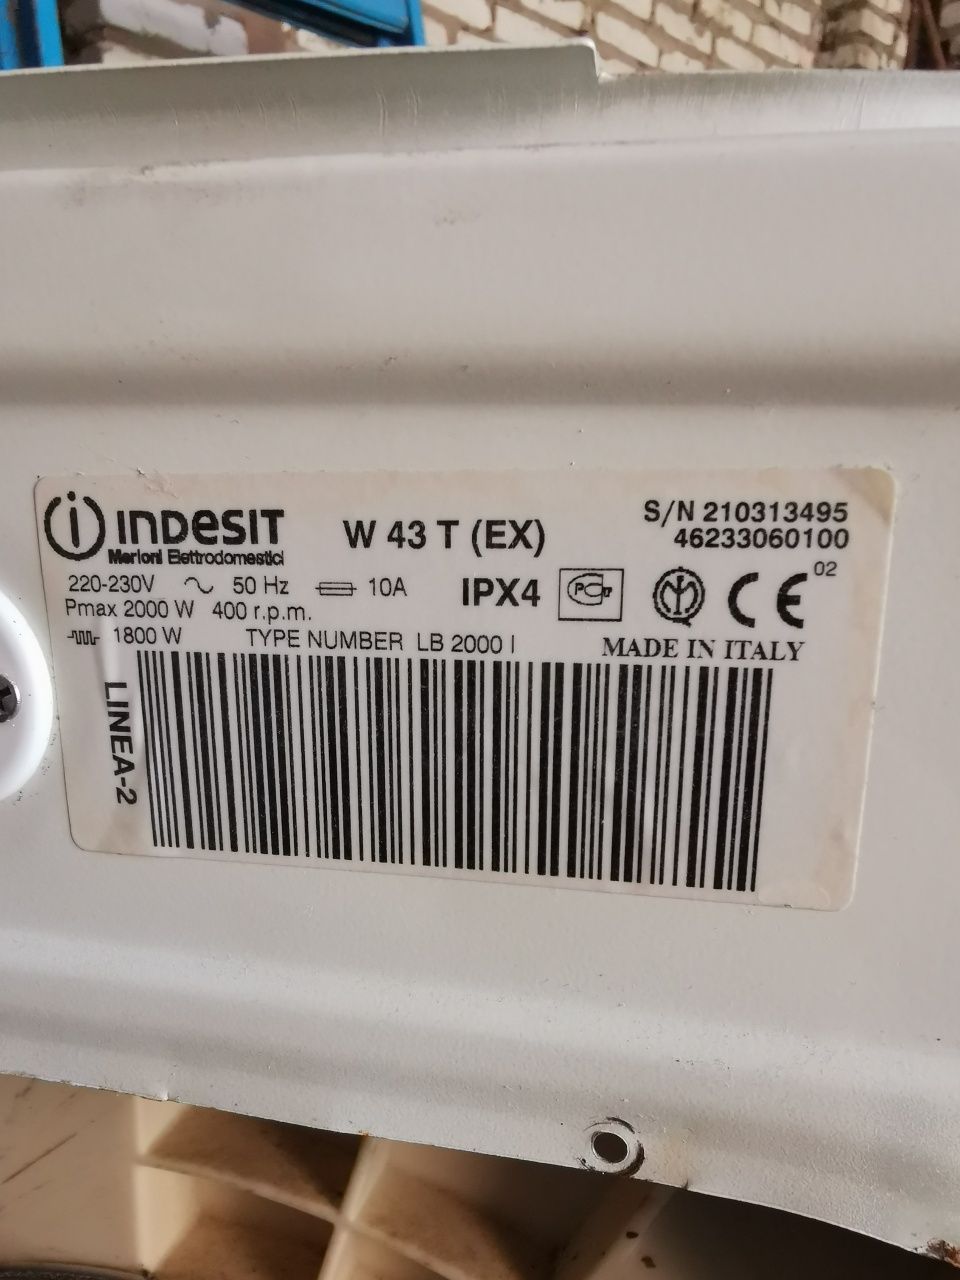 INDESIT
Merloni Elettrodomestici
W 43 T (EX)
S/N 210313495
46233060100
220-230V 50 Hz 10A
IPX4
CE 02
Pmax 2000 W 400 r.p.m.
1800 W TYPE NUMBER LB 2000 I
MADE IN ITALY
LINEA-2